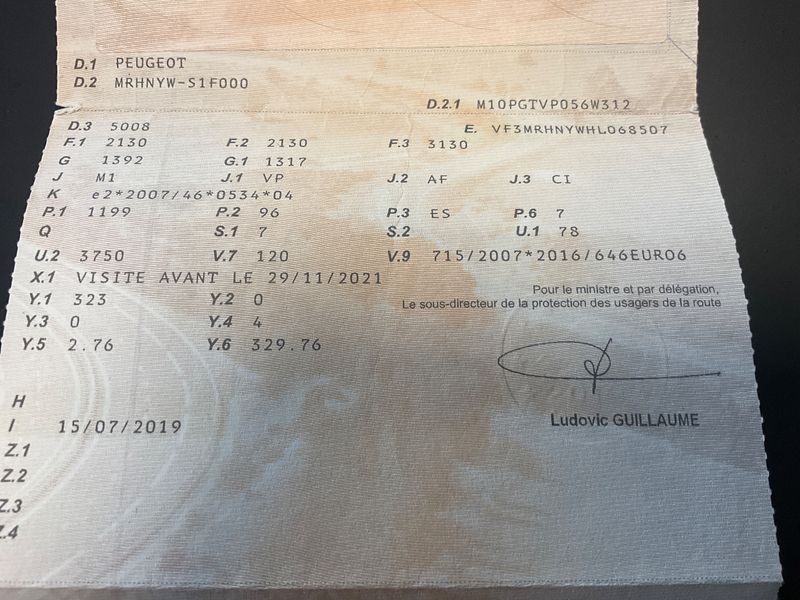 D.1 PEUGEOT
D.2 MRHNYW-S1F000
D.2.1 M10PGTVP056W312
D.3 5008 E. VF3MRHNYWHL068507
F.1 2130 F.2 2130 F.3 3130
G 1392 G.1 1317
J M1 J.1 VP J.2 AF J.3 CI
K e2*2007/46*0534*04
P.1 1199 P.2 96 P.3 ES P.6 7
Q S.1 7 S.2 U.1 78
U.2 3750 V.7 120 V.9 715/2007*2016/646EURO6
X.1 VISITE AVANT LE 29/11/2021
Pour le ministre et par délégation,
Y.1 323 Y.2 0 Le sous-directeur de la protection des usagers de la route
Y.3 0 Y.4 4
Y.5 2.76 Y.6 329.76
H
Ludovic GUILLAUME
I 15/07/2019
Z.1
Z.2
Z.3
Z.4